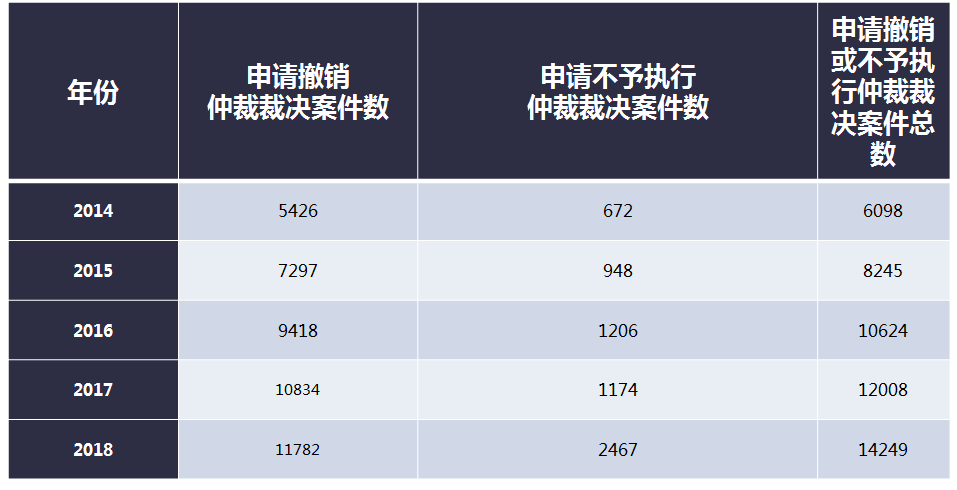 年份
申请撤销
仲裁裁决案件数
申请不予执行
仲裁裁决案件数
申请撤销
或不予执
行仲裁裁
决案件总
数
2014 5426 672 6098
2015 7297 948 8245
2016 9418 1206 10624
2017 10834 1174 12008
2018 11782 2467 14249